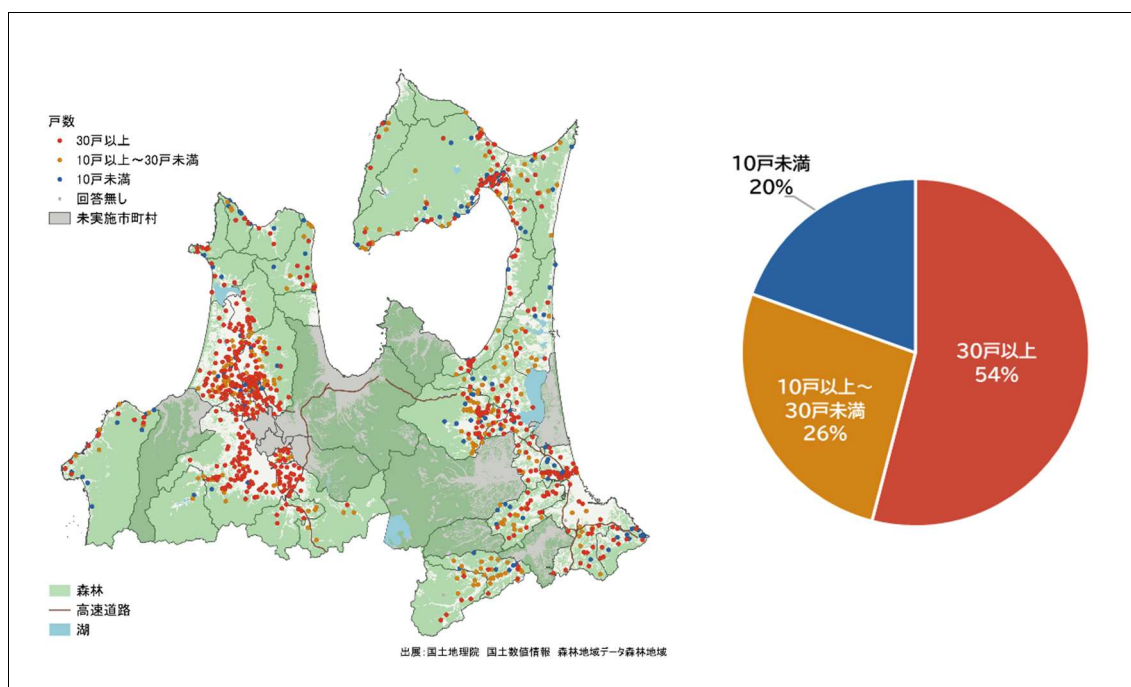 戸数
30戸以上
10戸以上～30戸未満
10戸未満
回答無し
未実施市町村
森林
高速道路
湖
出展：国土地理院 国土数値情報 森林地域データ森林地域
10戸未満
20%
30戸以上
54%
10戸以上～
30戸未満
26%